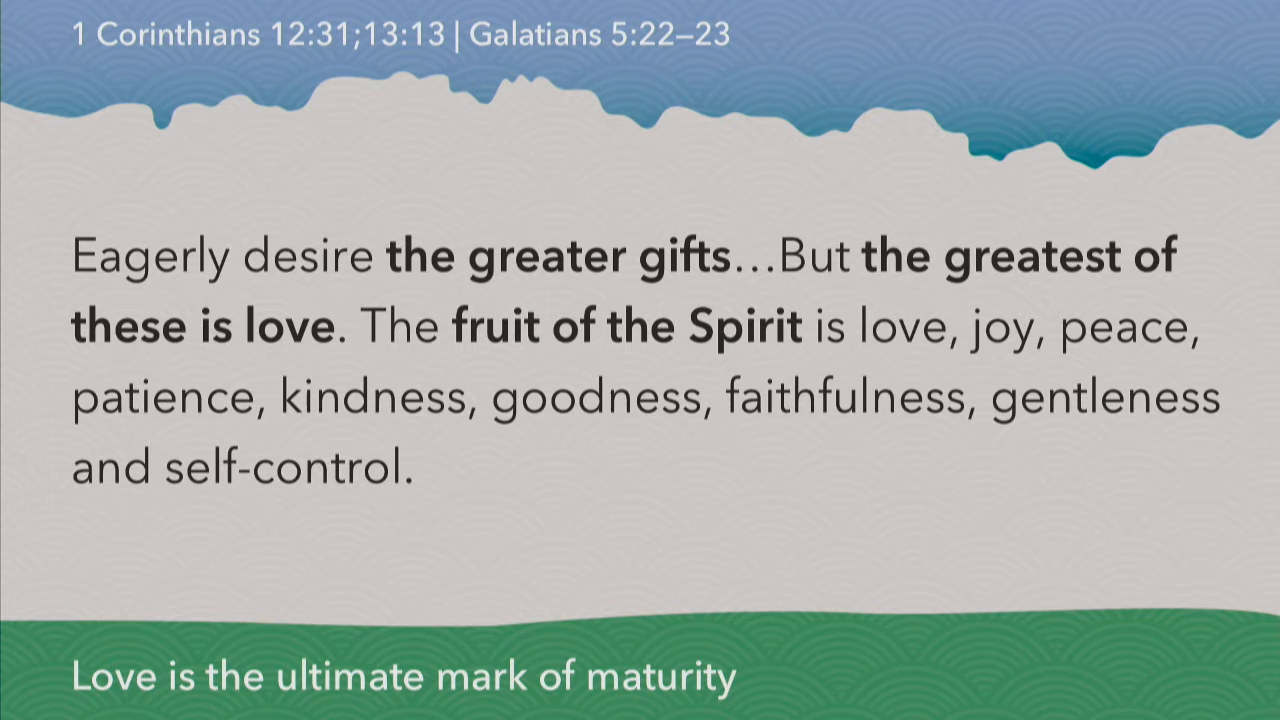 1 Corinthians 12:31;13:13 | Galatians 5:22–23
Eagerly desire the greater gifts…But the greatest of
these is love. The fruit of the Spirit is love, joy, peace,
patience, kindness, goodness, faithfulness, gentleness
and self-control.
Love is the ultimate mark of maturity